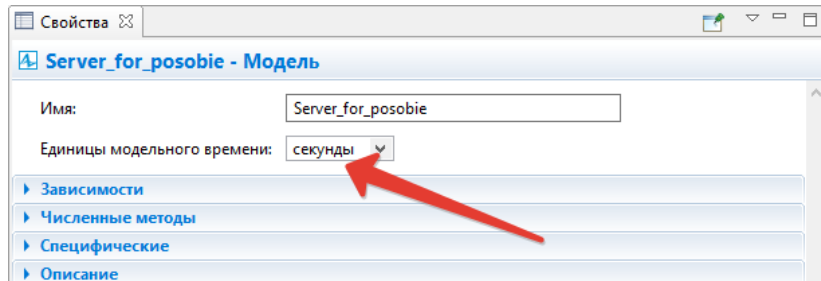 Свойства
Server_for_posobie - Модель
Имя: Server_for_posobie
Единицы модельного времени: секунды
Зависимости
Численные методы
Специфические
Описание